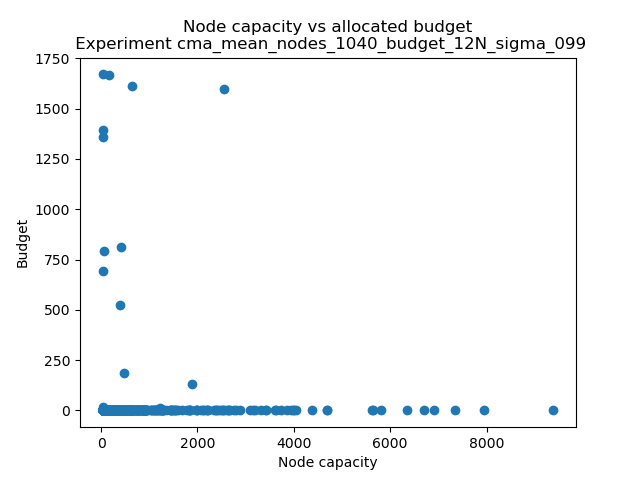 Node capacity vs allocated budget
Experiment cma_mean_nodes_1040_budget_12N_sigma_099
1750
1500
1250
1000
750
500
250
0
Budget
0 2000 4000 6000 8000
Node capacity